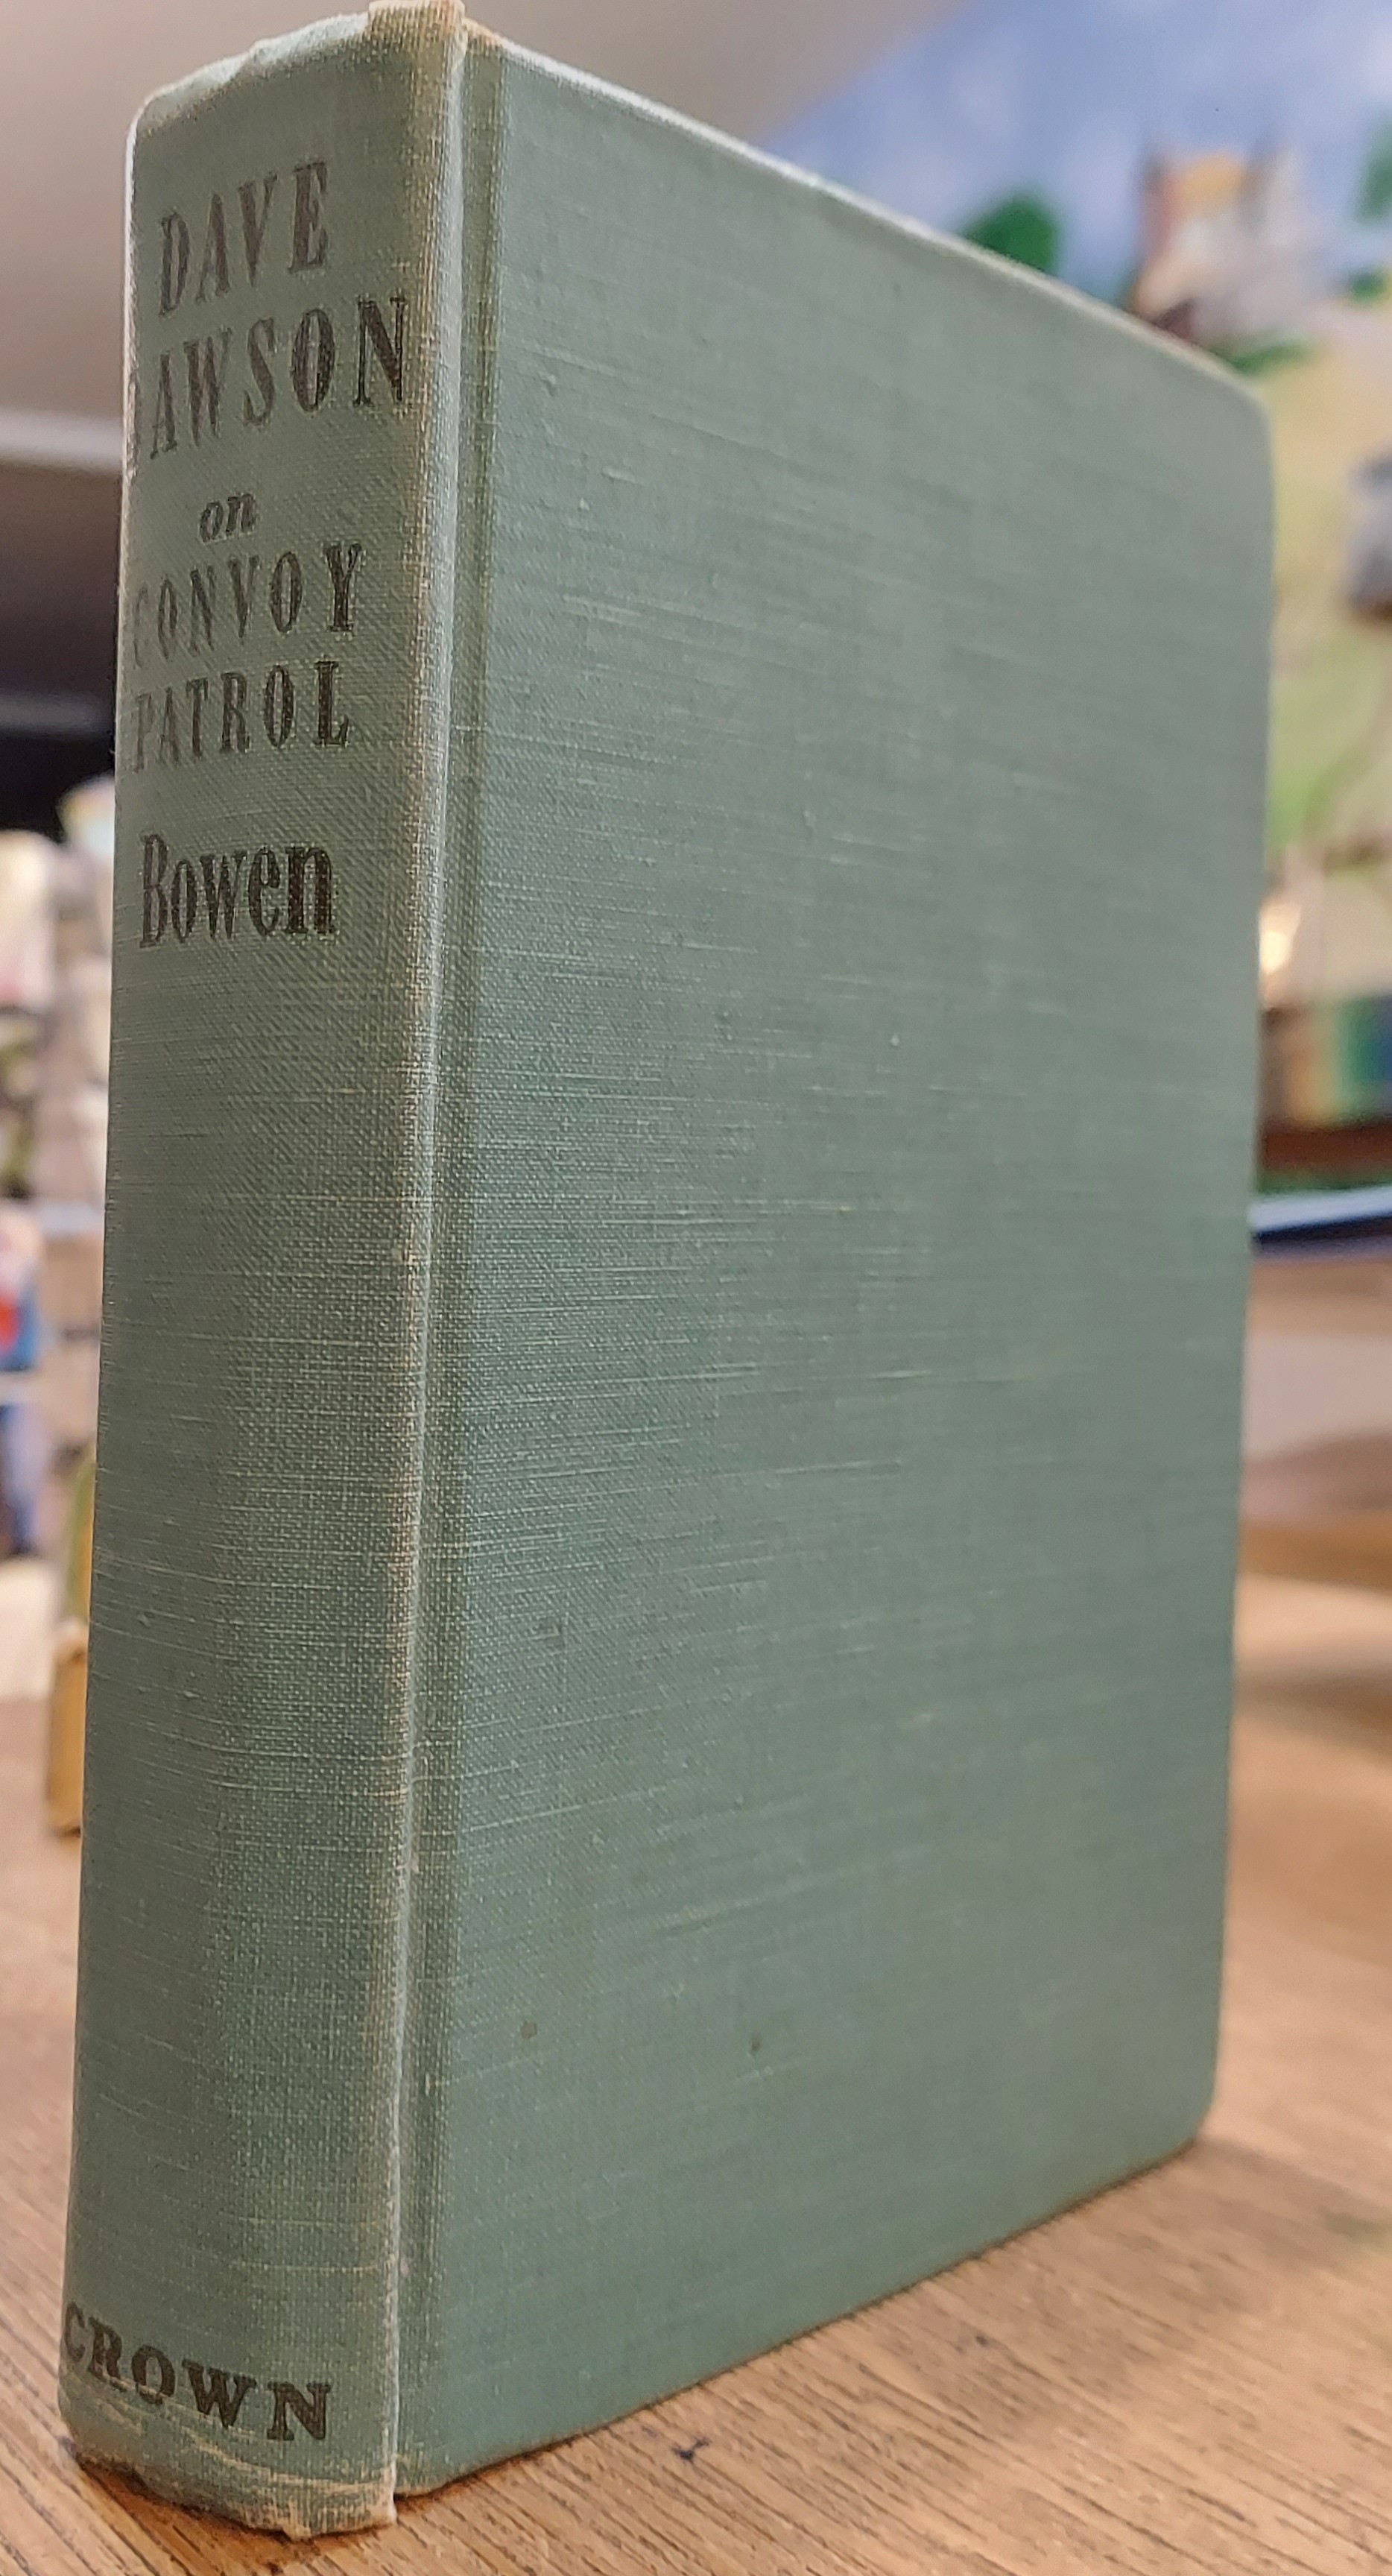 DAVE
DAWSON
on
CONVOY
PATROL
Bowen
CROWN